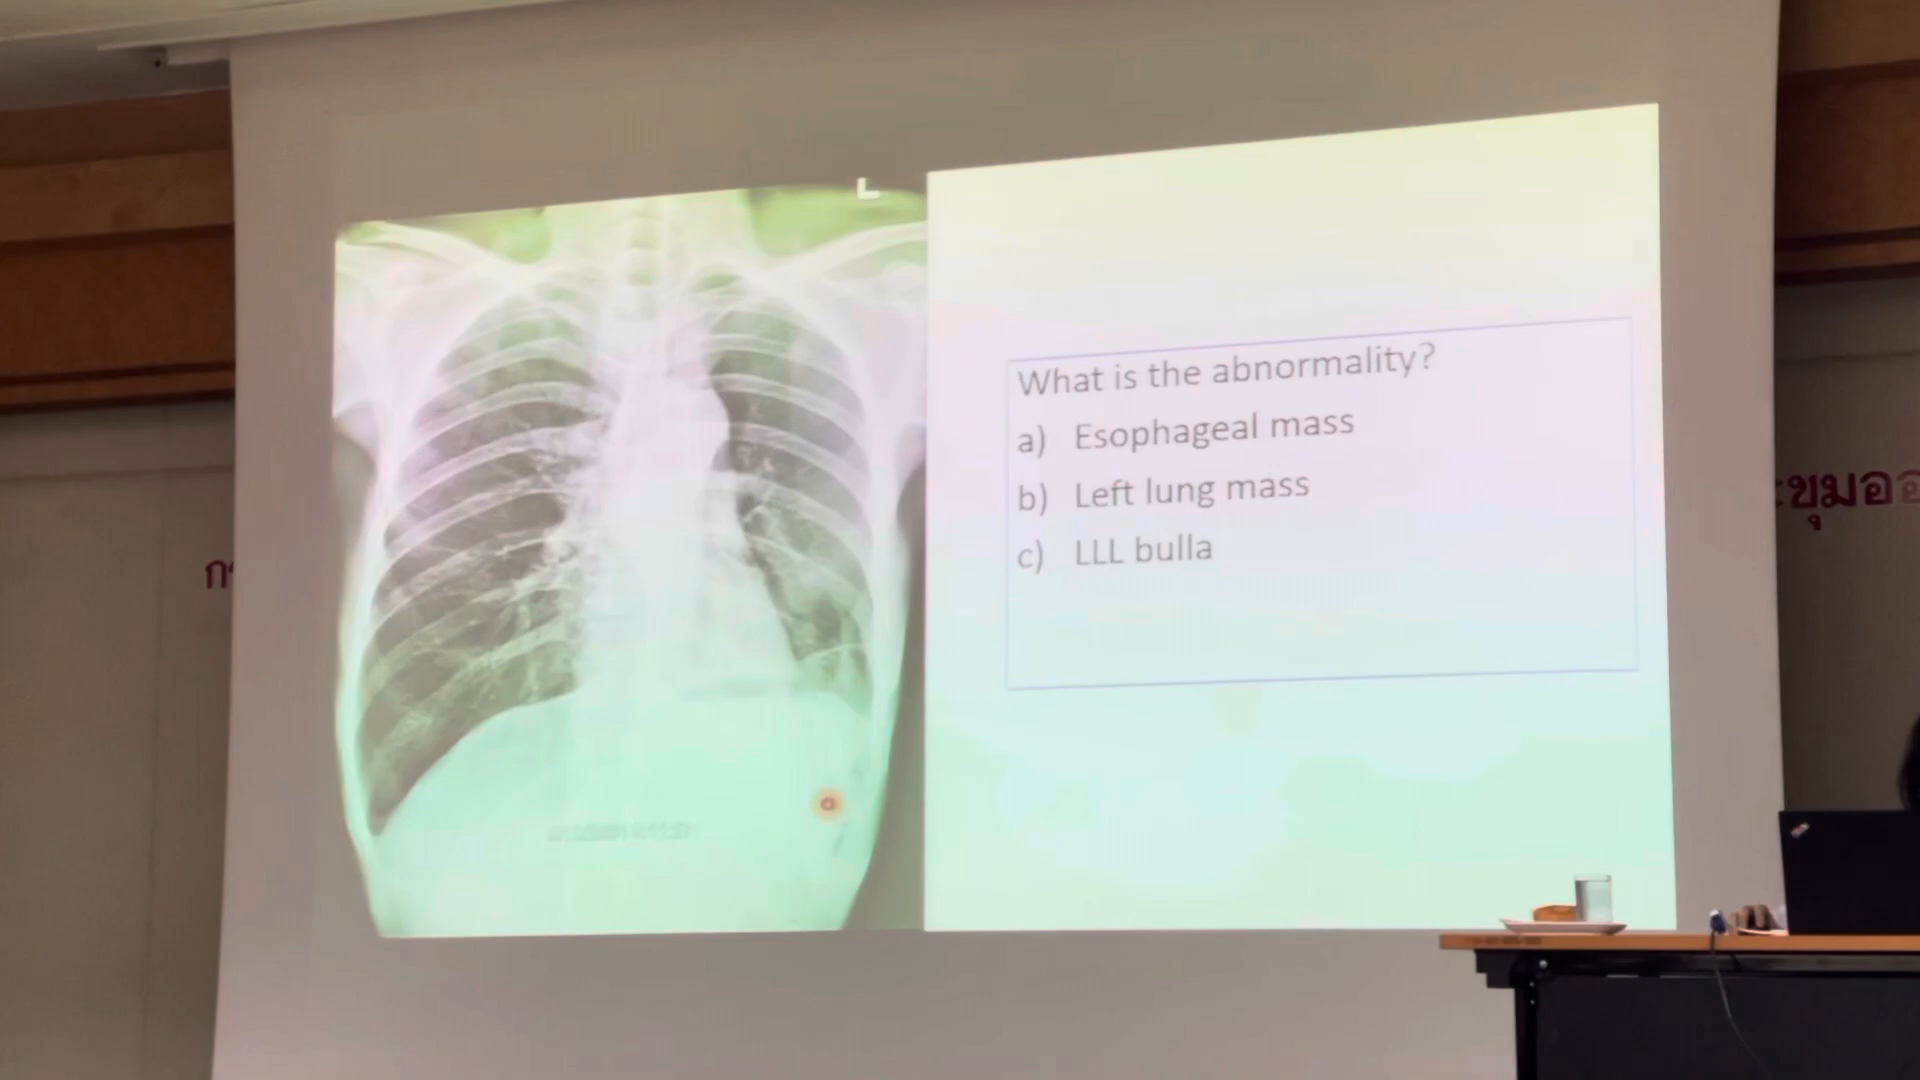 L
What is the abnormality?
a) Esophageal mass
b) Left lung mass
c) LLL bulla